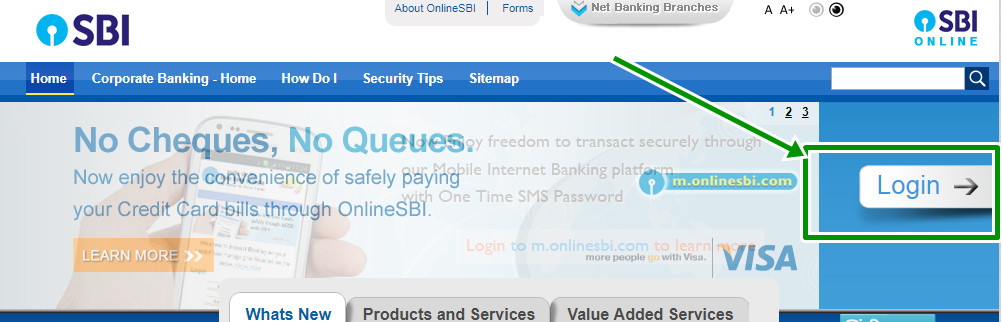 About OnlineSBI | Forms
Net Banking Branches
A A+
SBI
SBI
ONLINE
Home
Corporate Banking - Home
How Do I
Security Tips
Sitemap
1 2 3
No Cheques, No Queues.
Now enjoy the convenience of safely paying
your Credit Card bills through OnlineSBI.
LEARN MORE >>
Now Enjoy freedom to transact securely through
our Mobile Internet Banking platform
m.onlinesbi.com
with One Time SMS Password
Login to m.onlinesbi.com to learn more
more people go with Visa.
VISA
Login
Whats New
Products and Services
Value Added Services